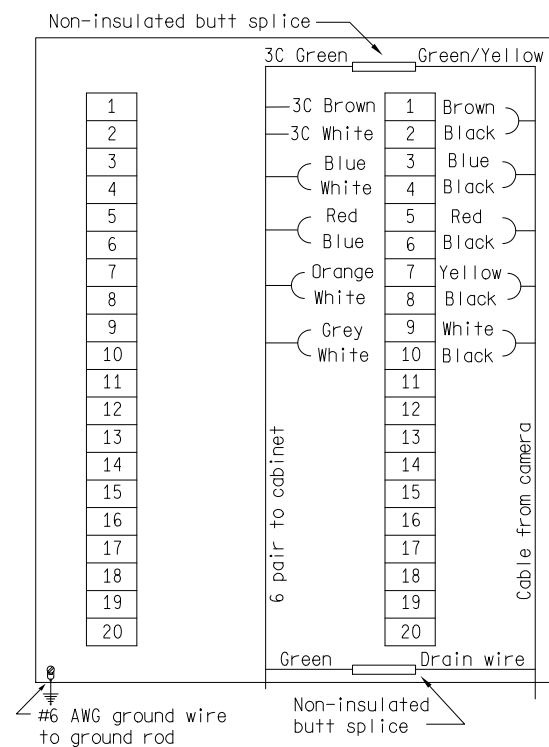 Non-insulated butt splice
3C Green
Green/Yellow
1
2
3
4
5
6
7
8
9
10
11
12
13
14
15
16
17
18
19
20
3C Brown
3C White
Blue
White
Red
Blue
Orange
White
Grey
White
1
2
3
4
5
6
7
8
9
10
11
12
13
14
15
16
17
18
19
20
Brown
Black
Blue
Black
Red
Black
Yellow
Black
White
Black
6 pair to cabinet
Cable from camera
Green
Drain wire
#6 AWG ground wire
to ground rod
Non-insulated
butt splice